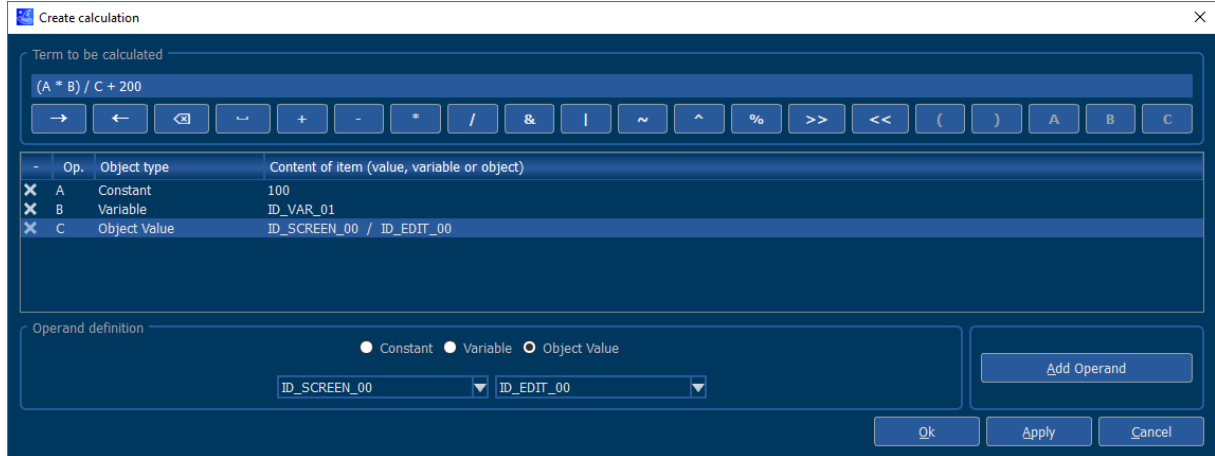 Create calculation
Term to be calculated
(A * B) / C + 200
→ ← ⌫ ⎵ + - * / & | ~ ^ % >> << ( ) A B C
- Op. Object type Content of item (value, variable or object)
A Constant 100
B Variable ID_VAR_01
C Object Value ID_SCREEN_00 / ID_EDIT_00
Operand definition
Constant Variable Object Value
ID_SCREEN_00 ID_EDIT_00
Add Operand
Ok Apply Cancel